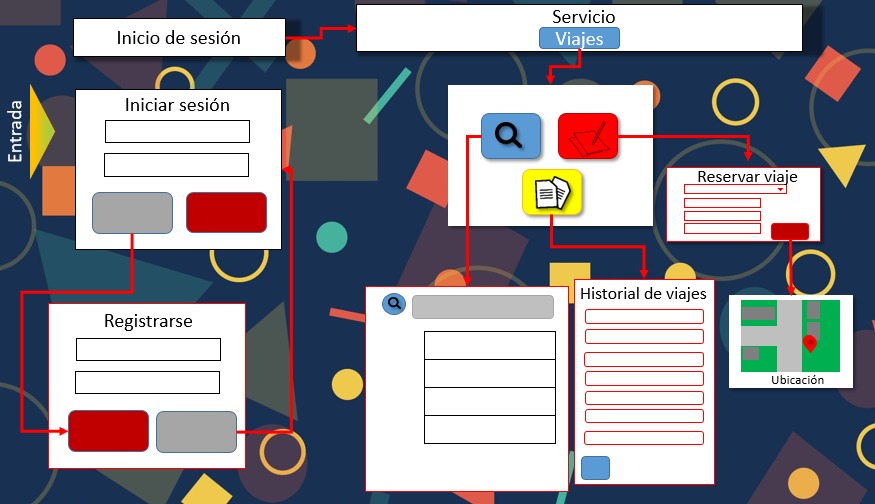 Inicio de sesión
Servicio
Viajes
Entrada
Iniciar sesión
Registrarse
Reservar viaje
Historial de viajes
Ubicación